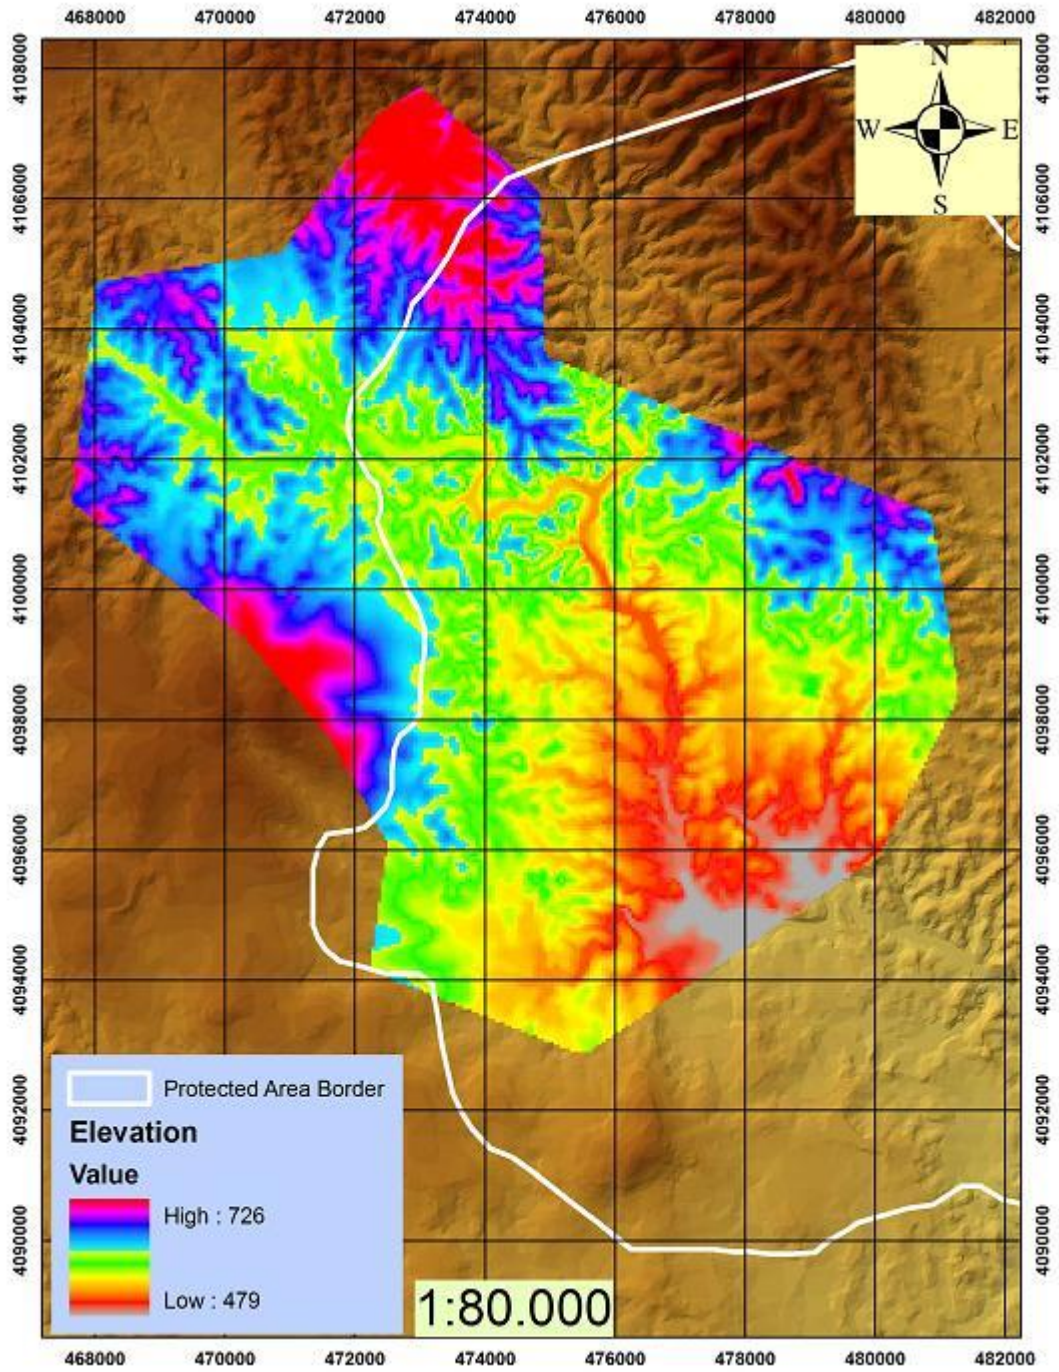 468000 470000 472000 474000 476000 478000 480000 482000
4108000 4108000
N
W E
S
4106000 4106000
4104000 4104000
4102000 4102000
4100000 4100000
4098000 4098000
4096000 4096000
4094000 4094000
4092000 4092000
4090000 4090000
Protected Area Border
Elevation
Value
High : 726
Low : 479
1:80.000
468000 470000 472000 474000 476000 478000 480000 482000